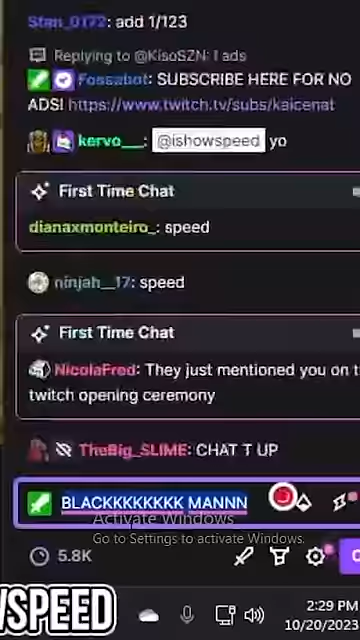 Stan_0172: add 1/123
Replying to @KisoSZN: I ads
Fossabot: SUBSCRIBE HERE FOR NO
ADS! https://www.twitch.tv/subs/kaicenat
kervo___: @ishowspeed yo
First Time Chat
dianaxmonteiro_: speed
ninjah__17: speed
First Time Chat
NicolaFred: They just mentioned you on t
twitch opening ceremony
TheBig_SLIME: CHAT T UP
BLACKKKKKKKK MANNN
Activate Windows
Go to Settings to activate Windows.
5.8K
WSPEED
2:29 PM
10/20/2023